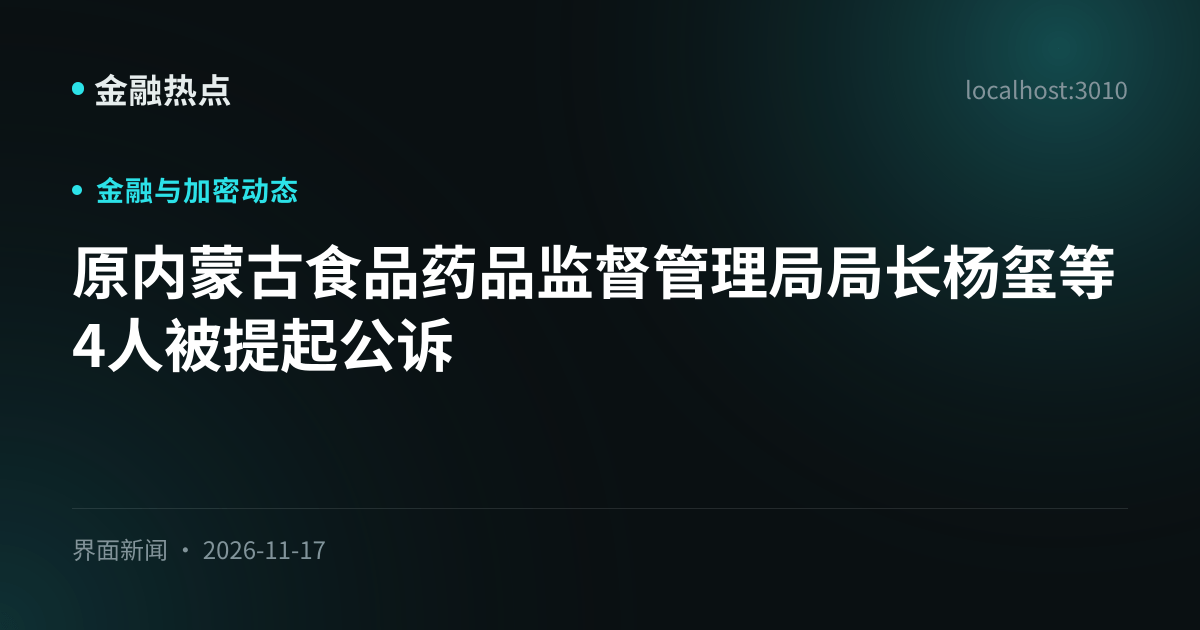 金融热点
localhost:3010
金融与加密动态
原内蒙古食品药品监督管理局局长杨玺等
4人被提起公诉
界面新闻 · 2026-11-17